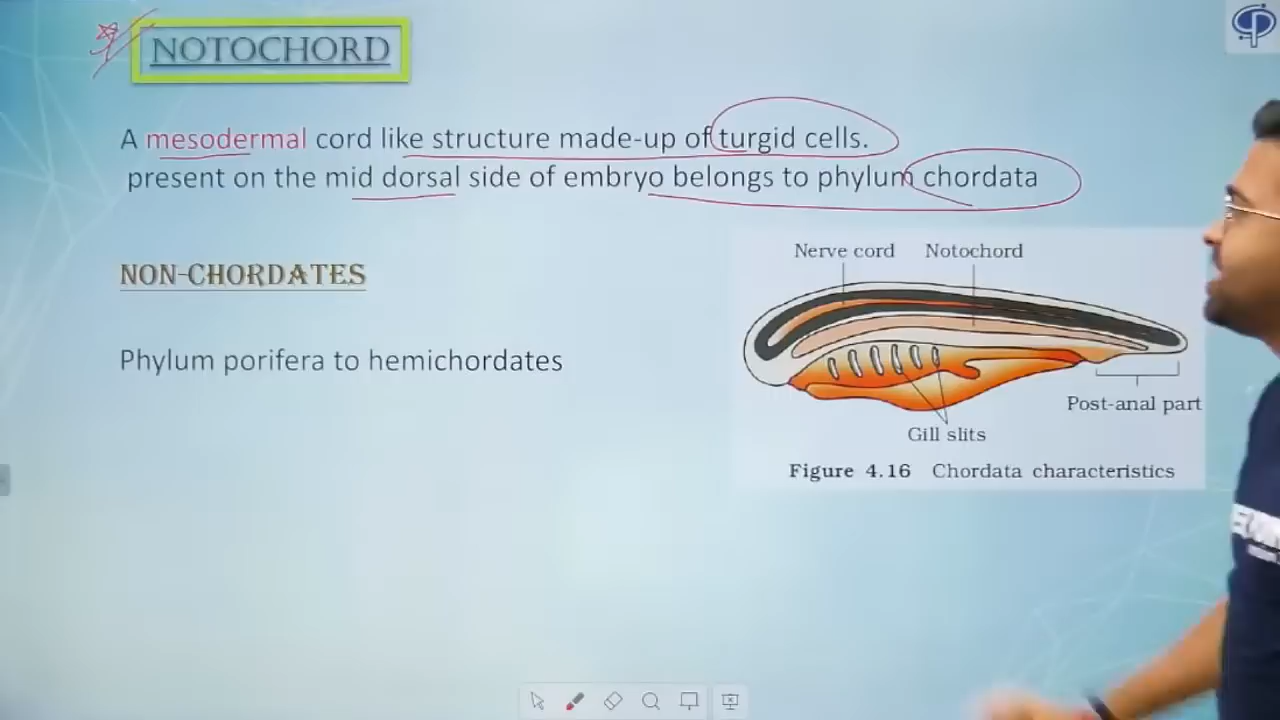 NOTOCHORD
A mesodermal cord like structure made-up of turgid cells.
present on the mid dorsal side of embryo belongs to phylum chordata
NON-CHORDATES
Phylum porifera to hemichordates
Nerve cord Notochord
Post-anal part
Gill slits
Figure 4.16 Chordata characteristics